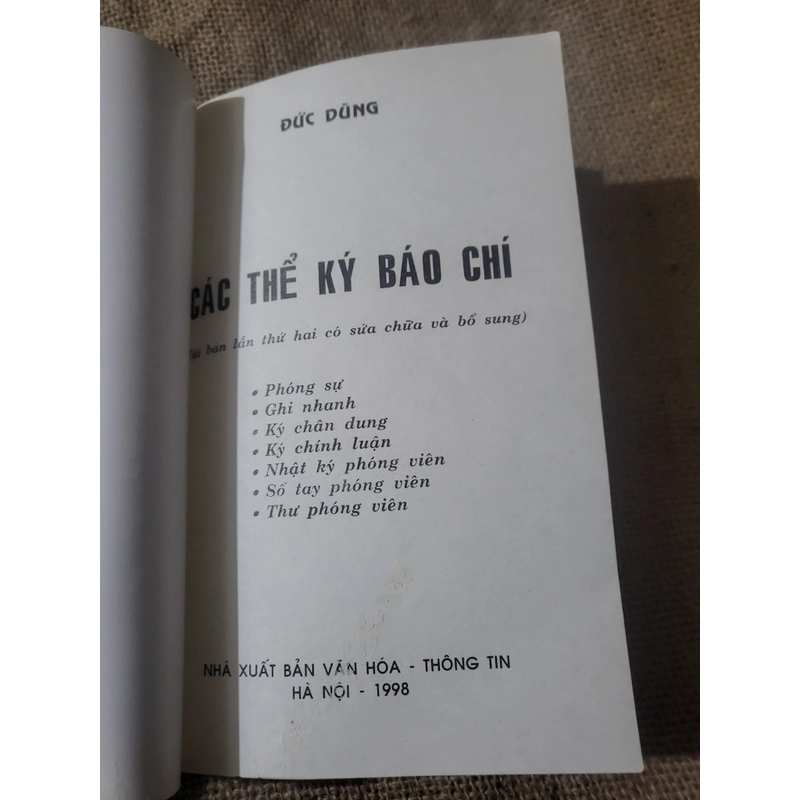 ĐỨC DŨNG
CÁC THỂ KÝ BÁO CHÍ
(Tái bản lần thứ hai có sửa chữa và bổ sung)
• Phóng sự
• Ghi nhanh
• Ký chân dung
• Ký chính luận
• Nhật ký phóng viên
• Sổ tay phóng viên
• Thư phóng viên
NHÀ XUẤT BẢN VĂN HÓA - THÔNG TIN
HÀ NỘI - 1998